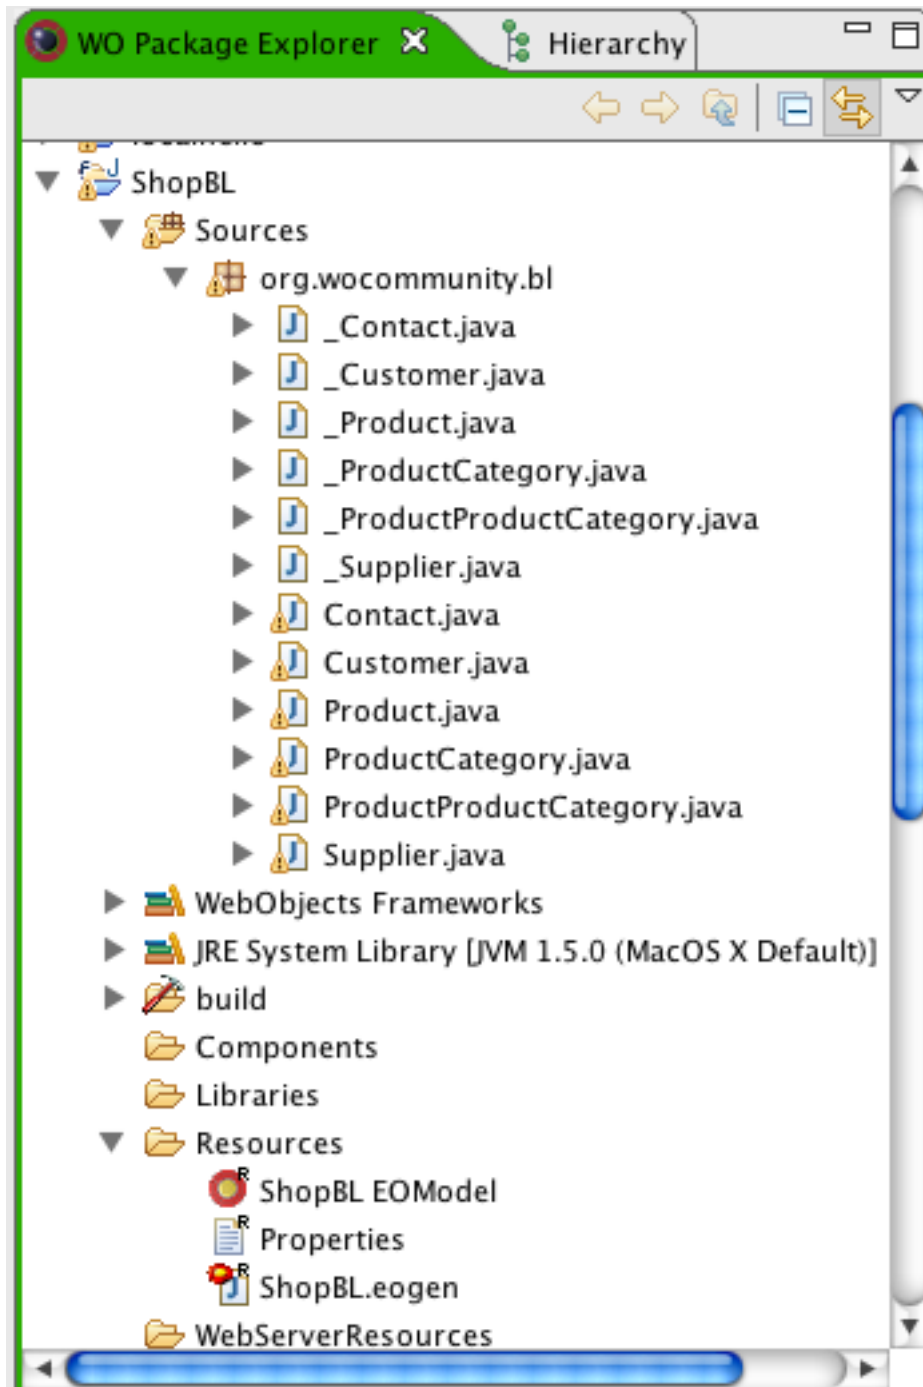 WO Package Explorer Hierarchy
ShopBL
Sources
org.wocommunity.bl
_Contact.java
_Customer.java
_Product.java
_ProductCategory.java
_ProductProductCategory.java
_Supplier.java
Contact.java
Customer.java
Product.java
ProductCategory.java
ProductProductCategory.java
Supplier.java
WebObjects Frameworks
JRE System Library [JVM 1.5.0 (MacOS X Default)]
build
Components
Libraries
Resources
ShopBL EOModel
Properties
ShopBL.eogen
WebServerResources